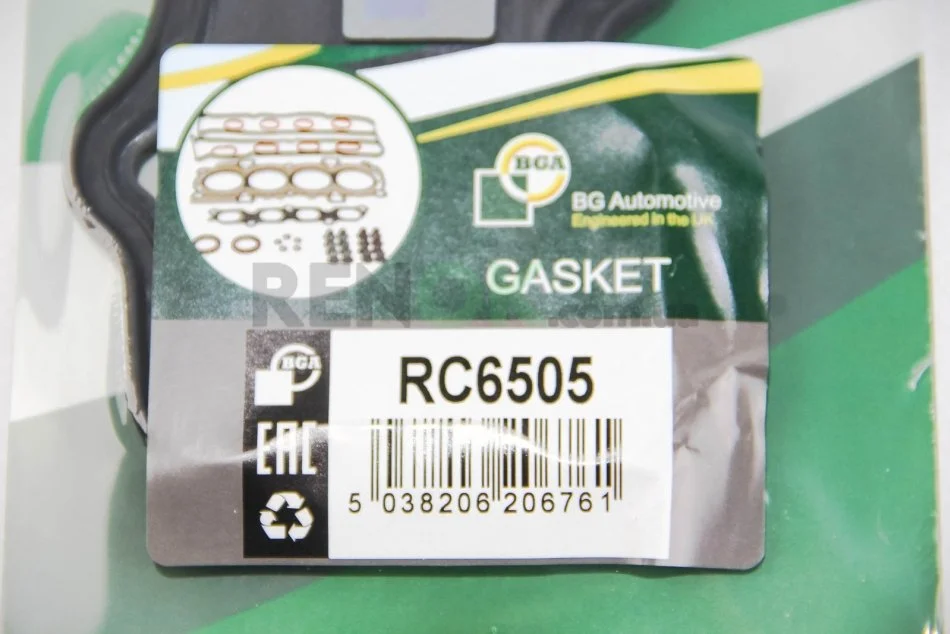 BGA
BG Automotive
Engineered in the UK
GASKET
BGA
RC6505
EAC
5 038206 206761